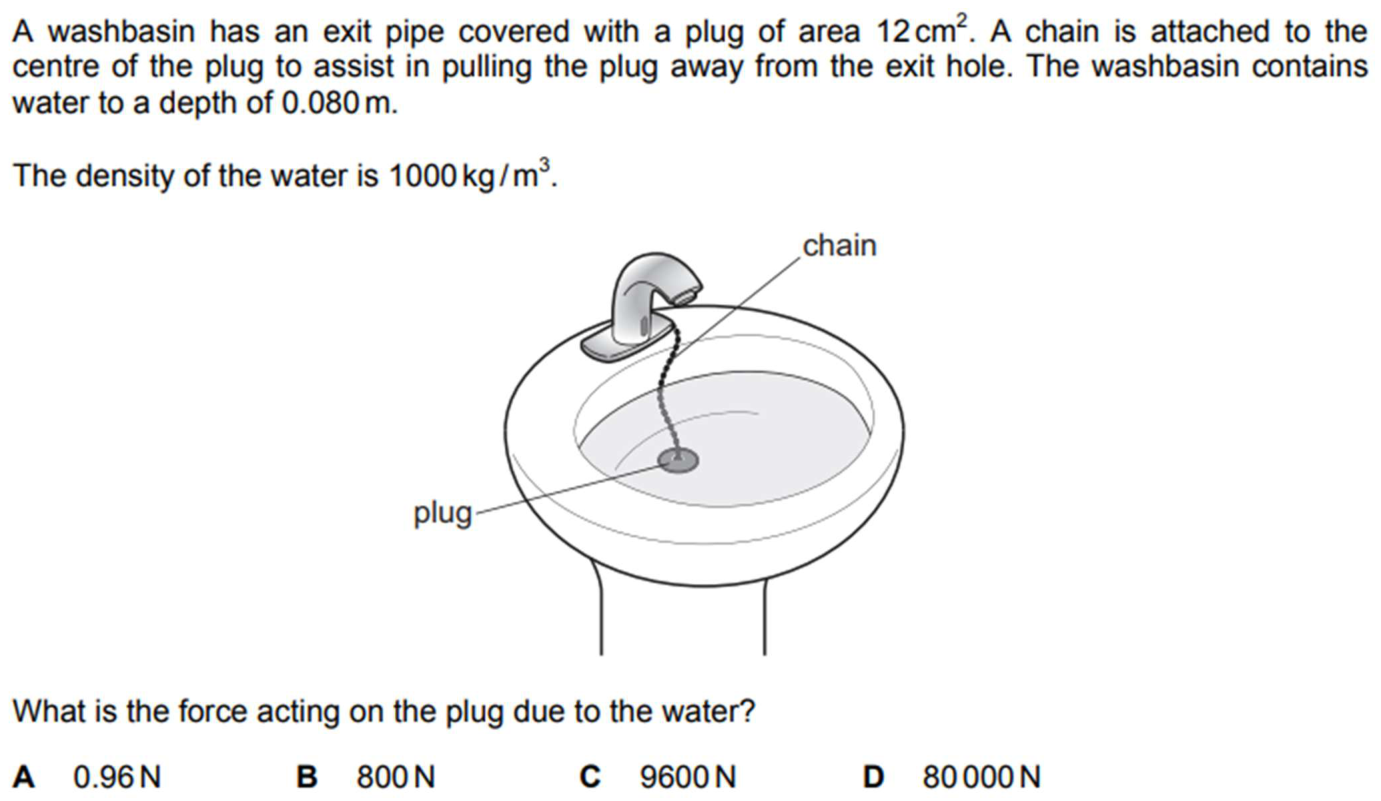 A washbasin has an exit pipe covered with a plug of area 12 cm². A chain is attached to the
centre of the plug to assist in pulling the plug away from the exit hole. The washbasin contains
water to a depth of 0.080 m.
The density of the water is 1000 kg/m³.
chain
plug
What is the force acting on the plug due to the water?
A 0.96 N B 800 N C 9600 N D 80 000 N